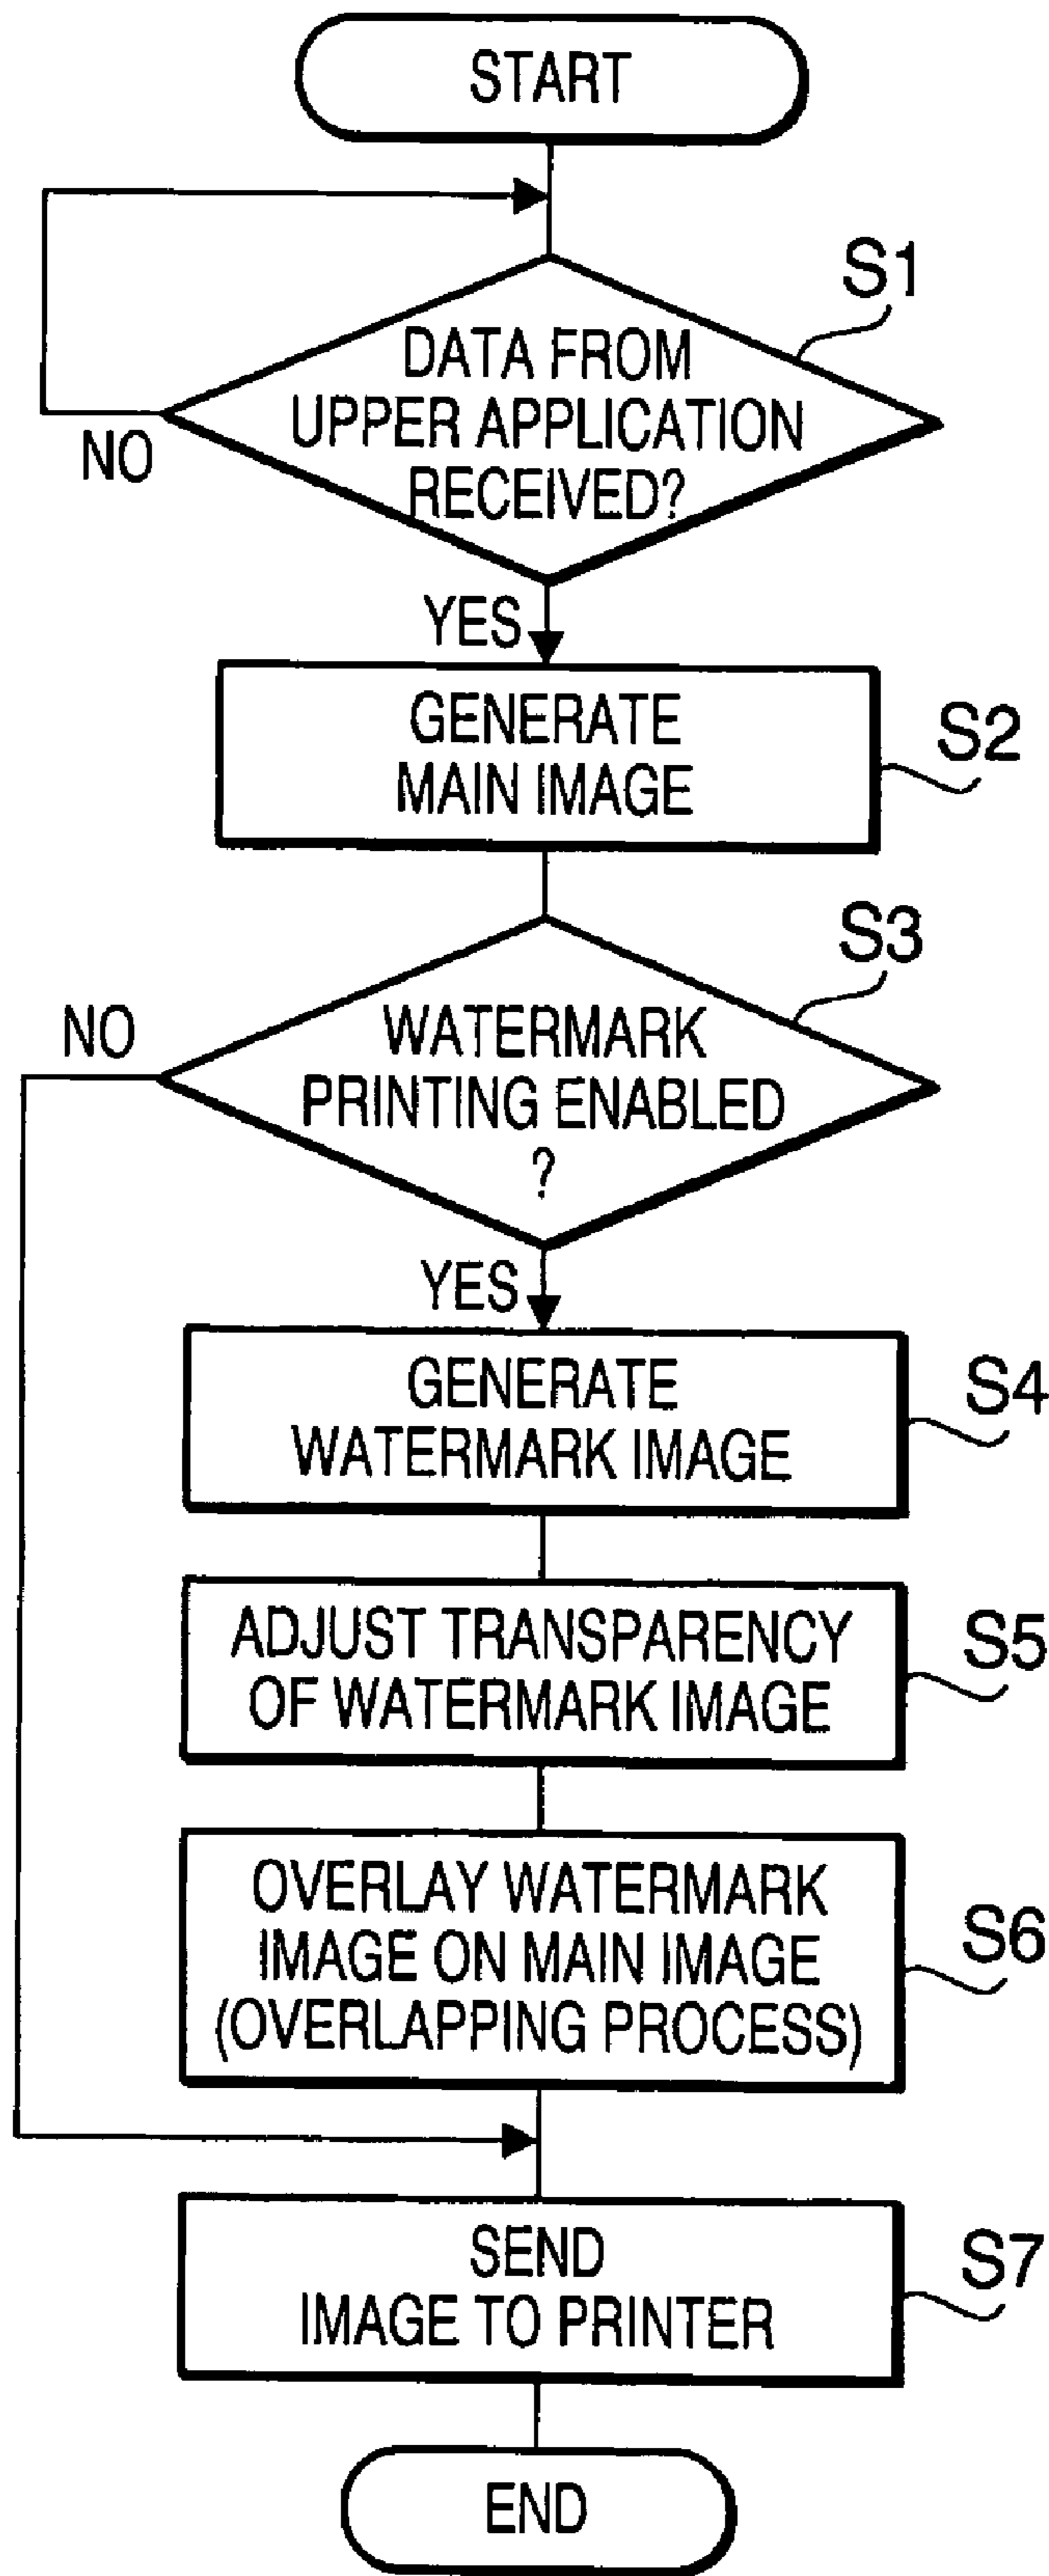 START
S1
DATA FROM
UPPER APPLICATION
RECEIVED?
NO
YES
GENERATE
MAIN IMAGE
S2
S3
NO
WATERMARK
PRINTING ENABLED
?
YES
GENERATE
WATERMARK IMAGE
S4
ADJUST TRANSPARENCY
OF WATERMARK IMAGE
S5
OVERLAY WATERMARK
IMAGE ON MAIN IMAGE
(OVERLAPPING PROCESS)
S6
SEND
IMAGE TO PRINTER
S7
END